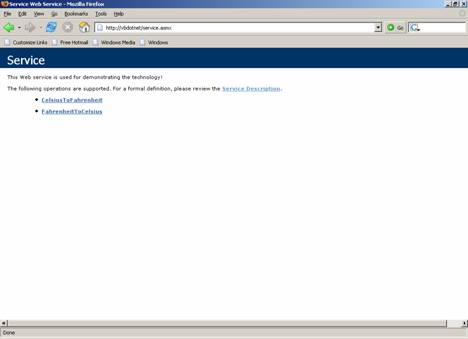 Service Web Service - Mozilla Firefox
File Edit View Go Bookmarks Tools Help
http://vbdotnet/service.asmx Go
Customize Links Free Hotmail Windows Media Windows
Service
This Web service is used for demonstrating the technology!
The following operations are supported. For a formal definition, please review the Service Description.
CelsiusToFahrenheit
FahrenheitToCelsius
Done